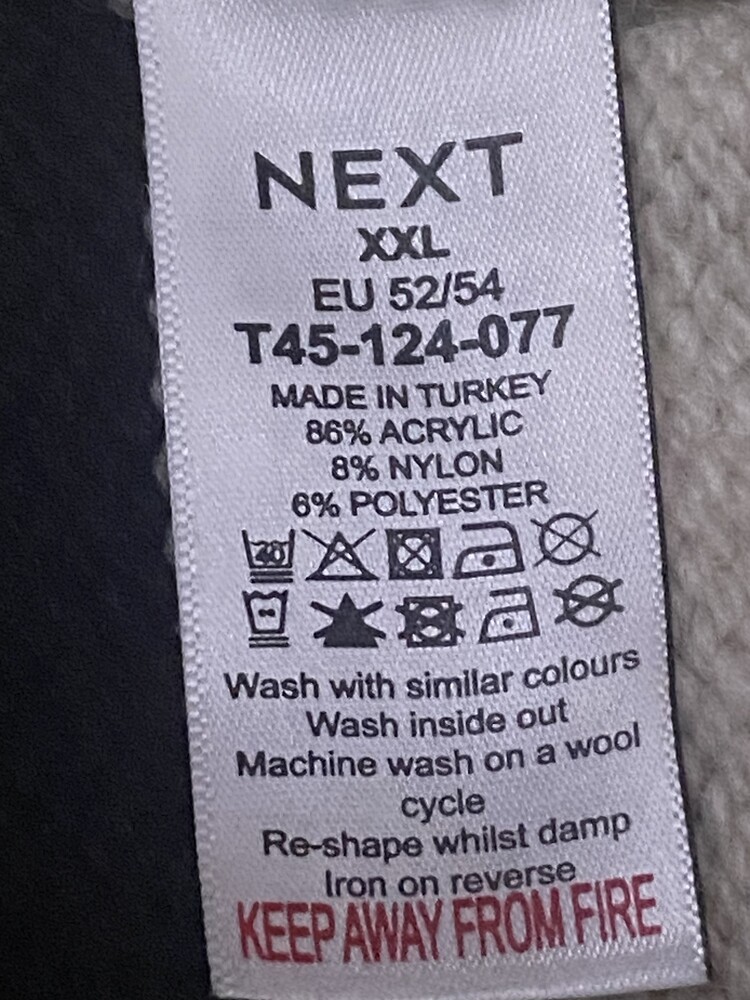 NEXT
XXL
EU 52/54
T45-124-077
MADE IN TURKEY
86% ACRYLIC
8% NYLON
6% POLYESTER
40
Wash with similar colours
Wash inside out
Machine wash on a wool
cycle
Re-shape whilst damp
Iron on reverse
KEEP AWAY FROM FIRE